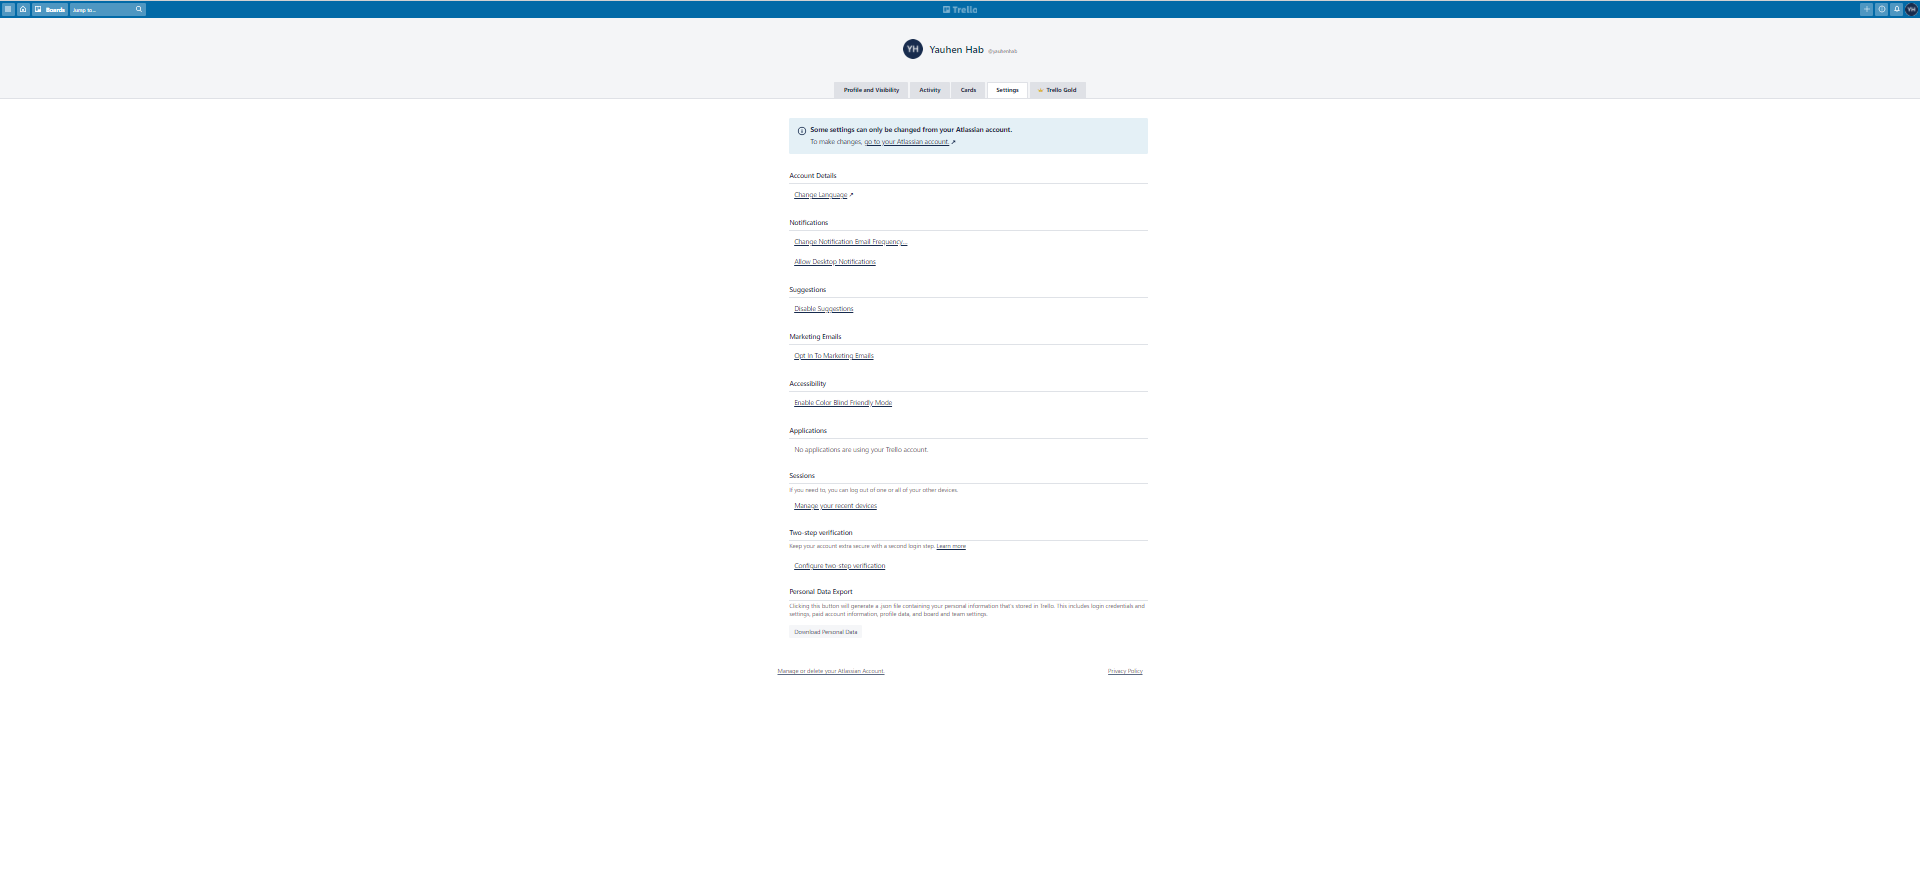 Boards
Jump to...
Trello
YH
YH
Yauhen Hab @yauhenhab
Profile and Visibility
Activity
Cards
Settings
Trello Gold
Some settings can only be changed from your Atlassian account.
To make changes, go to your Atlassian account. ↗
Account Details
Change Language ↗
Notifications
Change Notification Email Frequency...
Allow Desktop Notifications
Suggestions
Disable Suggestions
Marketing Emails
Opt In To Marketing Emails
Accessibility
Enable Color Blind Friendly Mode
Applications
No applications are using your Trello account.
Sessions
If you need to, you can log out of one or all of your other devices.
Manage your recent devices
Two-step verification
Keep your account extra secure with a second login step. Learn more
Configure two-step verification
Personal Data Export
Clicking this button will generate a .json file containing your personal information that's stored in Trello. This includes login credentials and
settings, paid account information, profile data, and board and team settings.
Download Personal Data
Manage or delete your Atlassian Account.
Privacy Policy